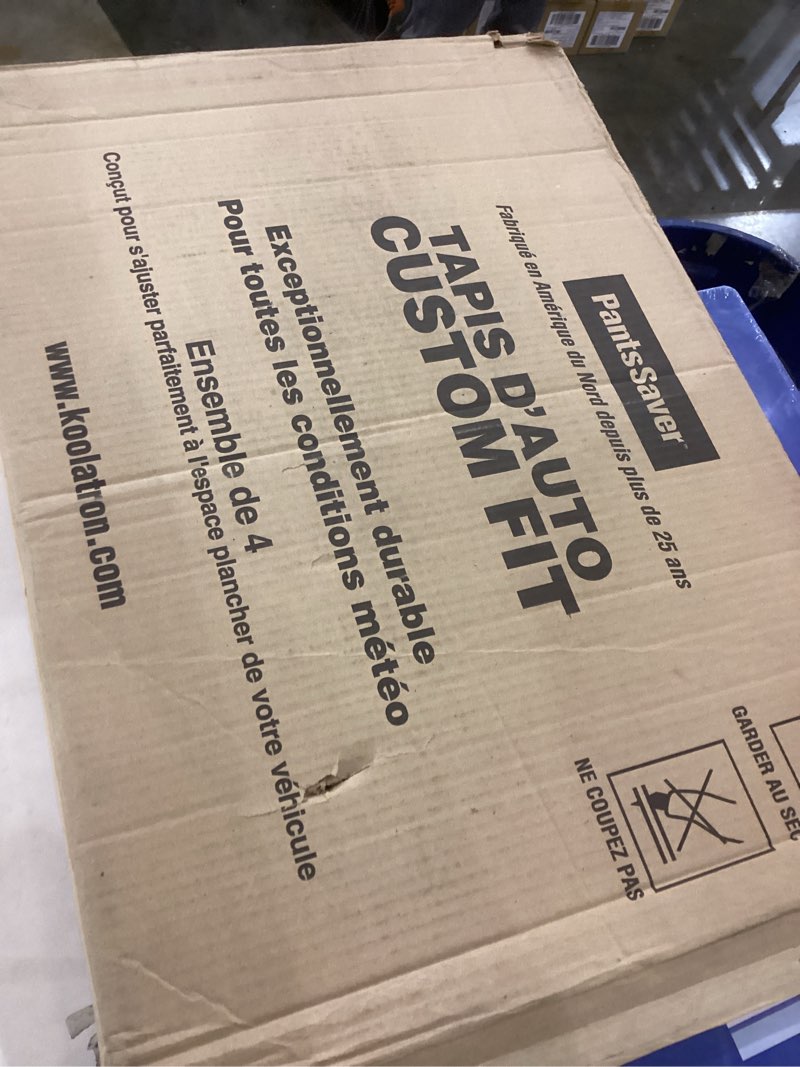 PantsSaver™
Fabriqué en Amérique du Nord depuis plus de 25 ans
TAPIS D'AUTO
CUSTOM FIT
Exceptionnellement durable
Pour toutes les conditions météo
Ensemble de 4
Conçut pour s'ajuster parfaitement à l'espace plancher de votre véhicule
www.koolatron.com
GARDER AU SEC
NE COUPEZ PAS